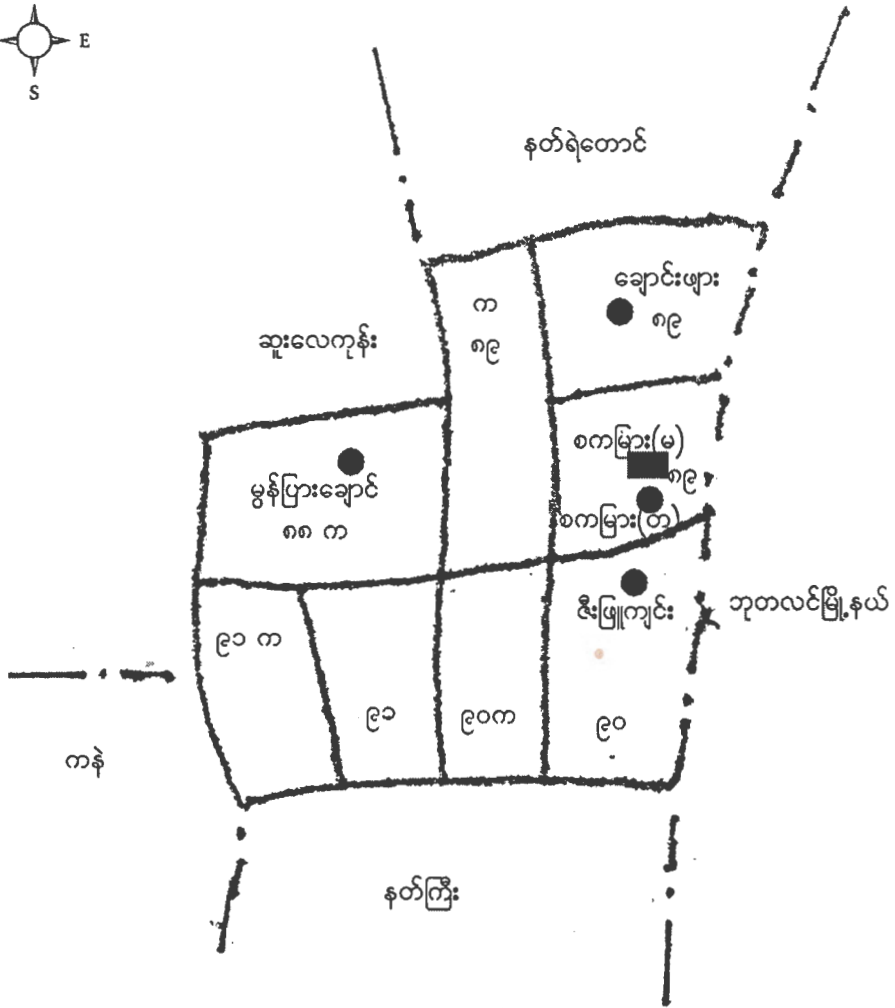 E
S
နတ်ရဲတောင်
ချောင်းဖျား
၈၉
က
၈၉
ဆူးလေကုန်း
စကမြား(မ)
၈၉
မွန်ပြားချောင်
၈၈ က
စကမြား(တ)
ဇီးဖြူကျင်း
ဘုတလင်မြို့နယ်
၉၁ က
၉၁
၉၀က
၉၀
ကနဲ
နတ်ကြီး